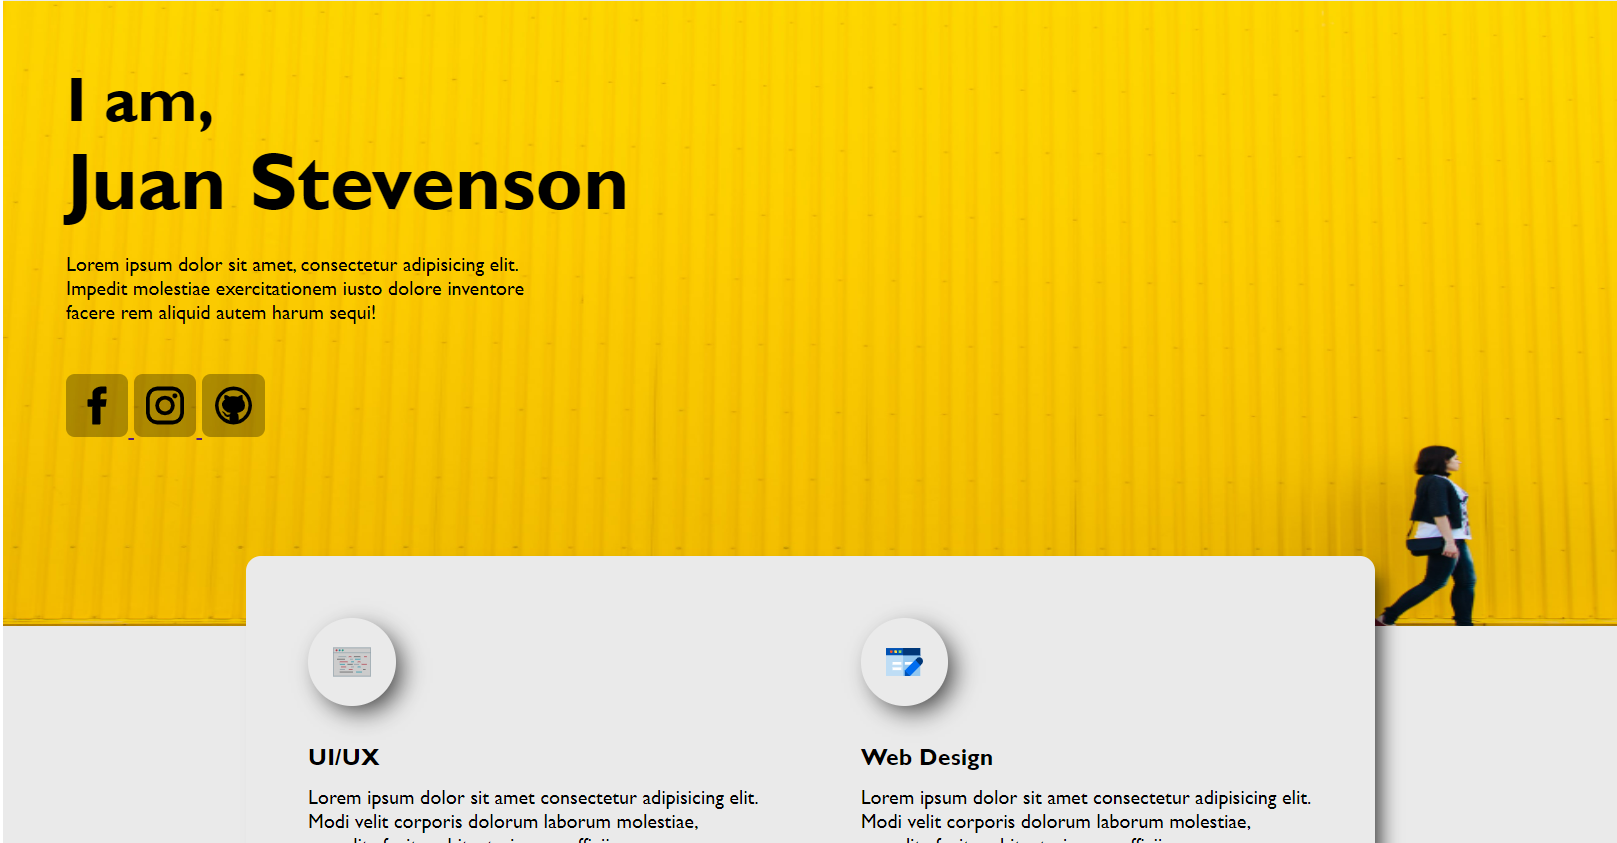 I am,
Juan Stevenson
Lorem ipsum dolor sit amet, consectetur adipisicing elit.
Impedit molestiae exercitationem iusto dolore inventore
facere rem aliquid autem harum sequi!
UI/UX
Lorem ipsum dolor sit amet consectetur adipisicing elit.
Modi velit corporis dolorum laborum molestiae,
Web Design
Lorem ipsum dolor sit amet consectetur adipisicing elit.
Modi velit corporis dolorum laborum molestiae,